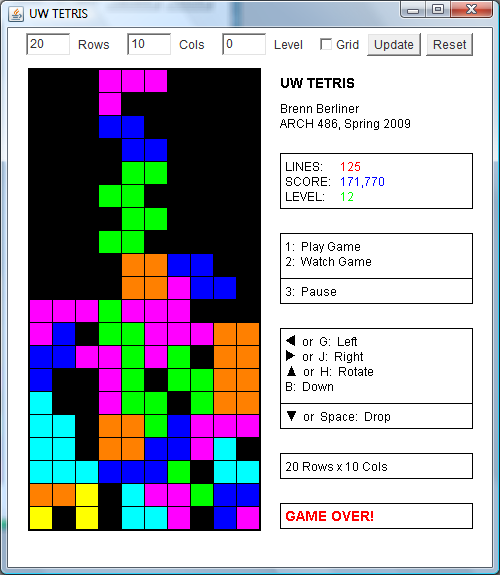 UW TETRIS
20 Rows 10 Cols 0 Level Grid Update Reset
UW TETRIS
Brenn Berliner
ARCH 486, Spring 2009
LINES: 125
SCORE: 171,770
LEVEL: 12
1: Play Game
2: Watch Game
3: Pause
◀ or G: Left
▶ or J: Right
▲ or H: Rotate
B: Down
▼ or Space: Drop
20 Rows x 10 Cols
GAME OVER!